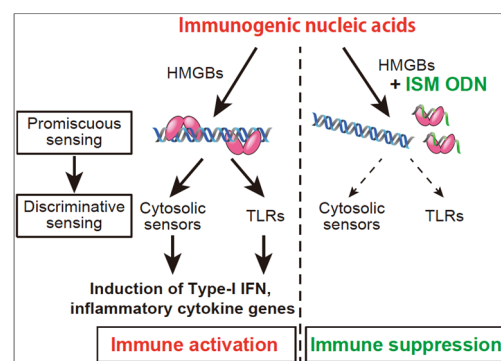 Immunogenic nucleic acids
HMGBs
HMGBs
+ ISM ODN
Promiscuous
sensing
Discriminative
sensing
Cytosolic
sensors
TLRs
Cytosolic
sensors
TLRs
Induction of Type-I IFN,
inflammatory cytokine genes
Immune activation
Immune suppression